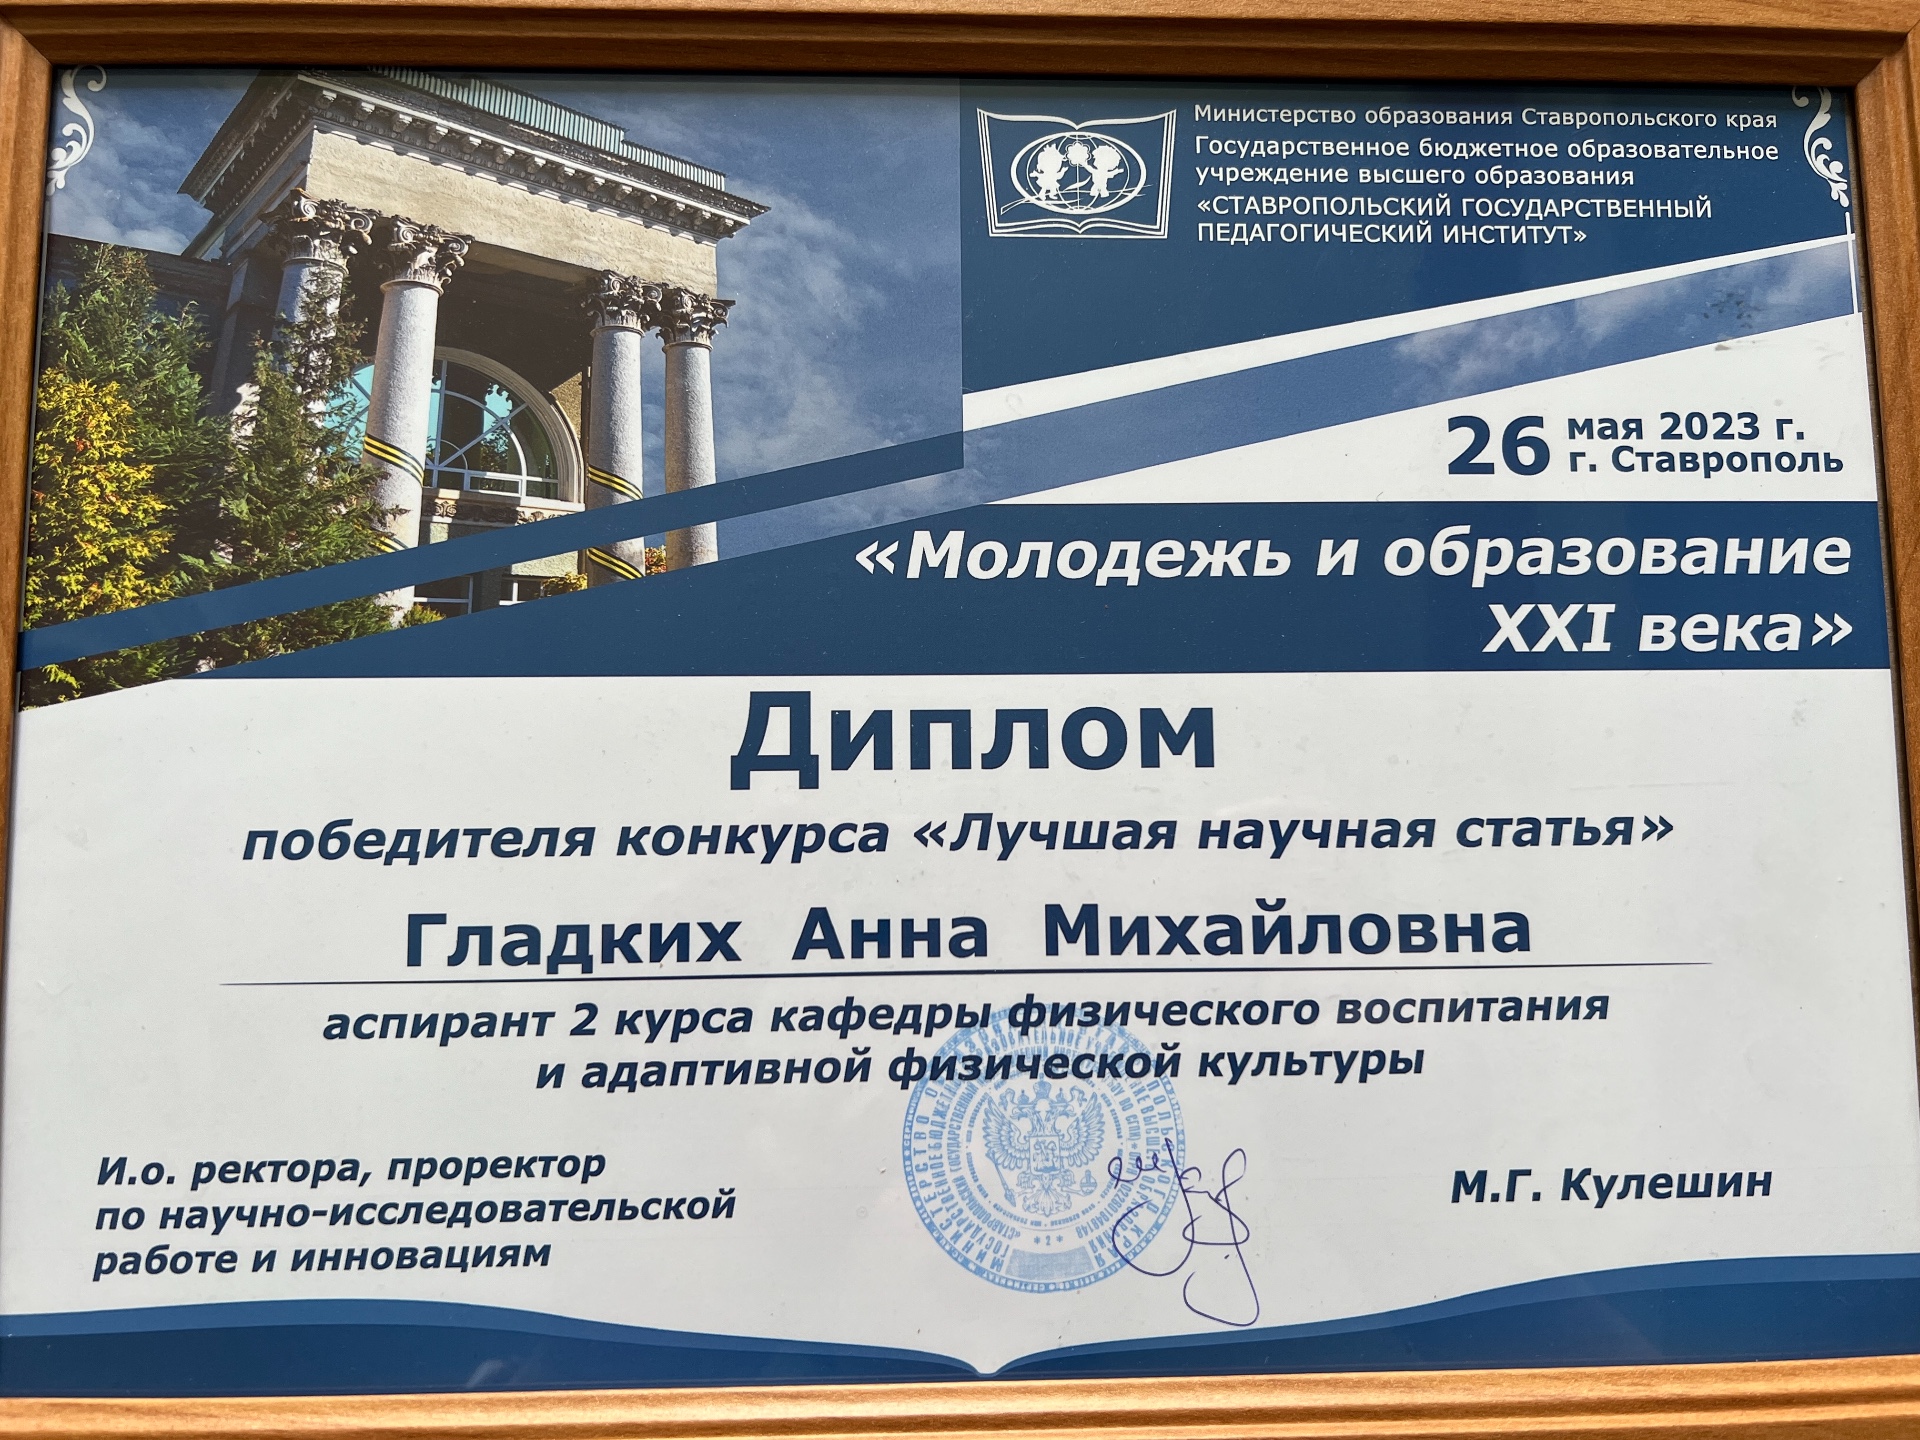 Министерство образования Ставропольского края
Государственное бюджетное образовательное
учреждение высшего образования
«СТАВРОПОЛЬСКИЙ ГОСУДАРСТВЕННЫЙ
ПЕДАГОГИЧЕСКИЙ ИНСТИТУТ»
26 мая 2023 г.
г. Ставрополь
«Молодежь и образование
XXI века»
Диплом
победителя конкурса «Лучшая научная статья»
Гладких Анна Михайловна
аспирант 2 курса кафедры физического воспитания
и адаптивной физической культуры
И.о. ректора, проректор
по научно-исследовательской
работе и инновациям
М.Г. Кулешин